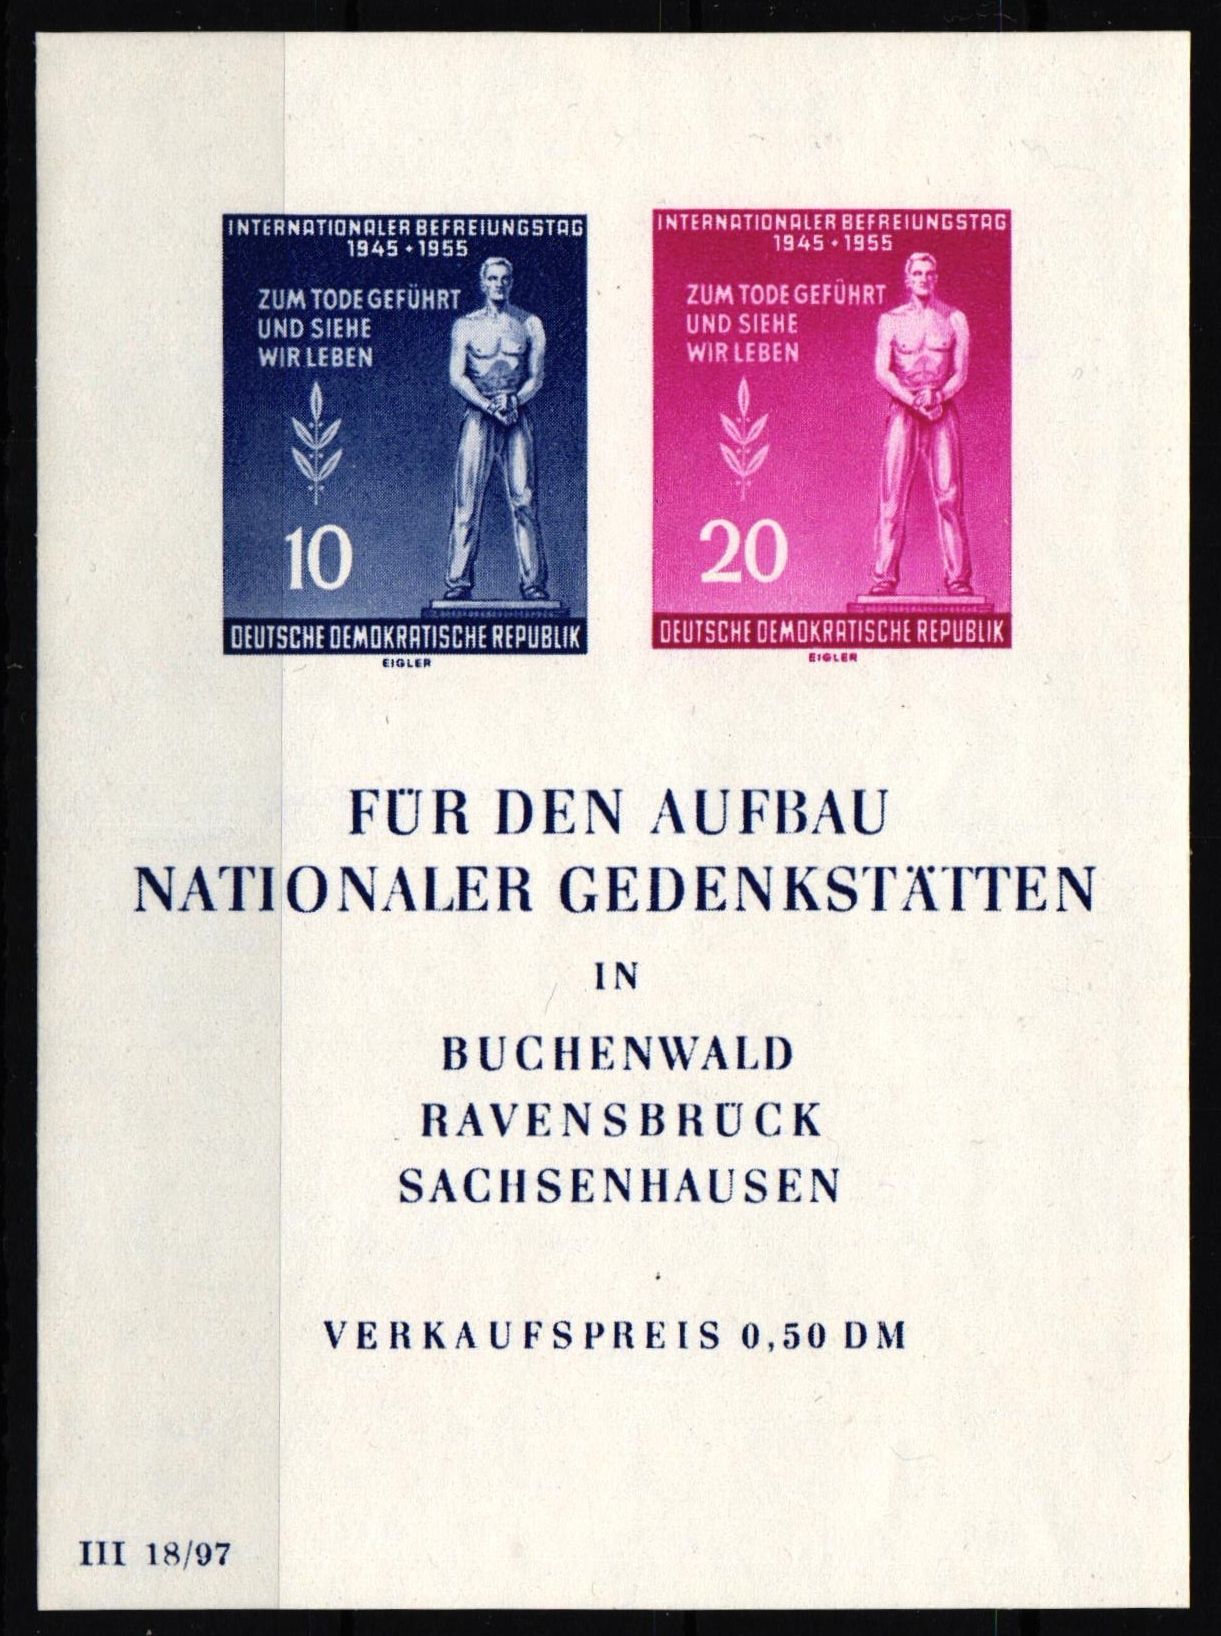 INTERNATIONALER BEFREIUNGSTAG
1945 • 1955
ZUM TODE GEFÜHRT
UND SIEHE
WIR LEBEN
10
DEUTSCHE DEMOKRATISCHE REPUBLIK
EIGLER
INTERNATIONALER BEFREIUNGSTAG
1945 • 1955
ZUM TODE GEFÜHRT
UND SIEHE
WIR LEBEN
20
DEUTSCHE DEMOKRATISCHE REPUBLIK
EIGLER
FÜR DEN AUFBAU
NATIONALER GEDENKSTÄTTEN
IN
BUCHENWALD
RAVENSBRÜCK
SACHSENHAUSEN
VERKAUFSPREIS 0,50 DM
III 18/97